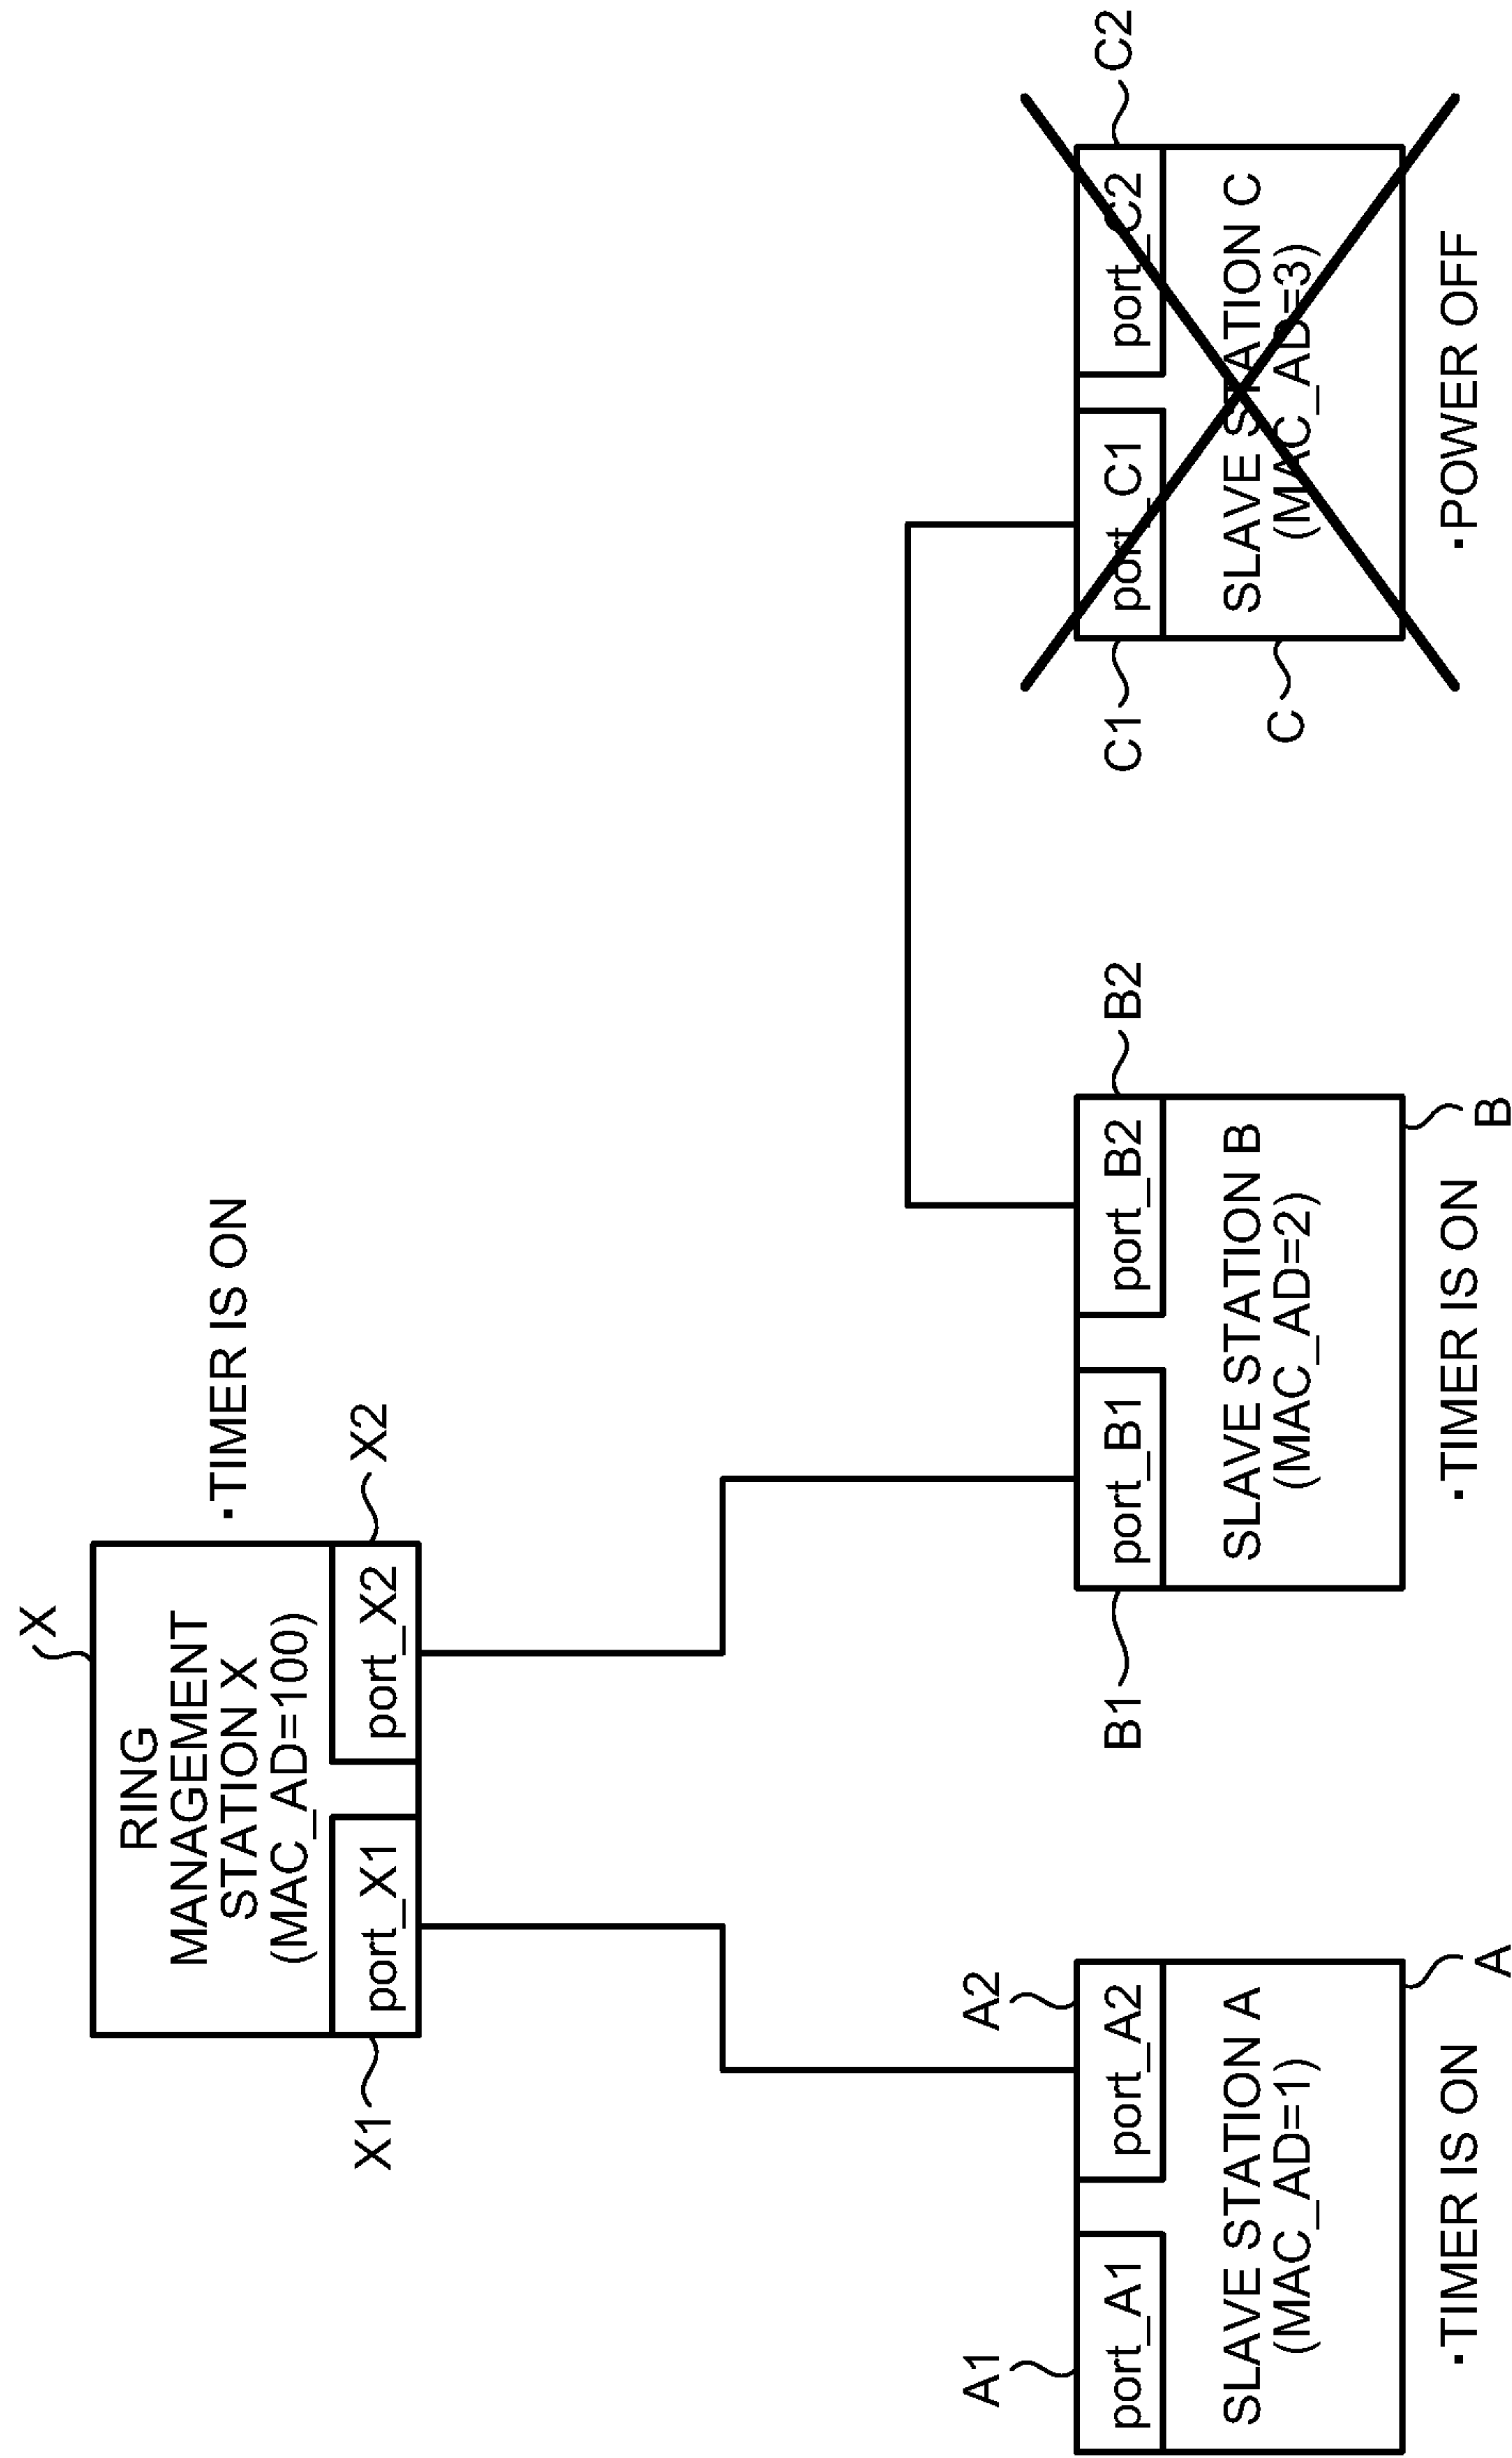 X
RING
MANAGEMENT
STATION X
(MAC_AD=100)
·TIMER IS ON
port_X1
port_X2
X1
X2
A1
A2
port_A1
port_A2
SLAVE STATION A
(MAC_AD=1)
A
·TIMER IS ON
B1
port_B1
port_B2
B2
SLAVE STATION B
(MAC_AD=2)
B
·TIMER IS ON
C1
port_C1
port_C2
C2
SLAVE STATION C
(MAC_AD=3)
C
·POWER OFF